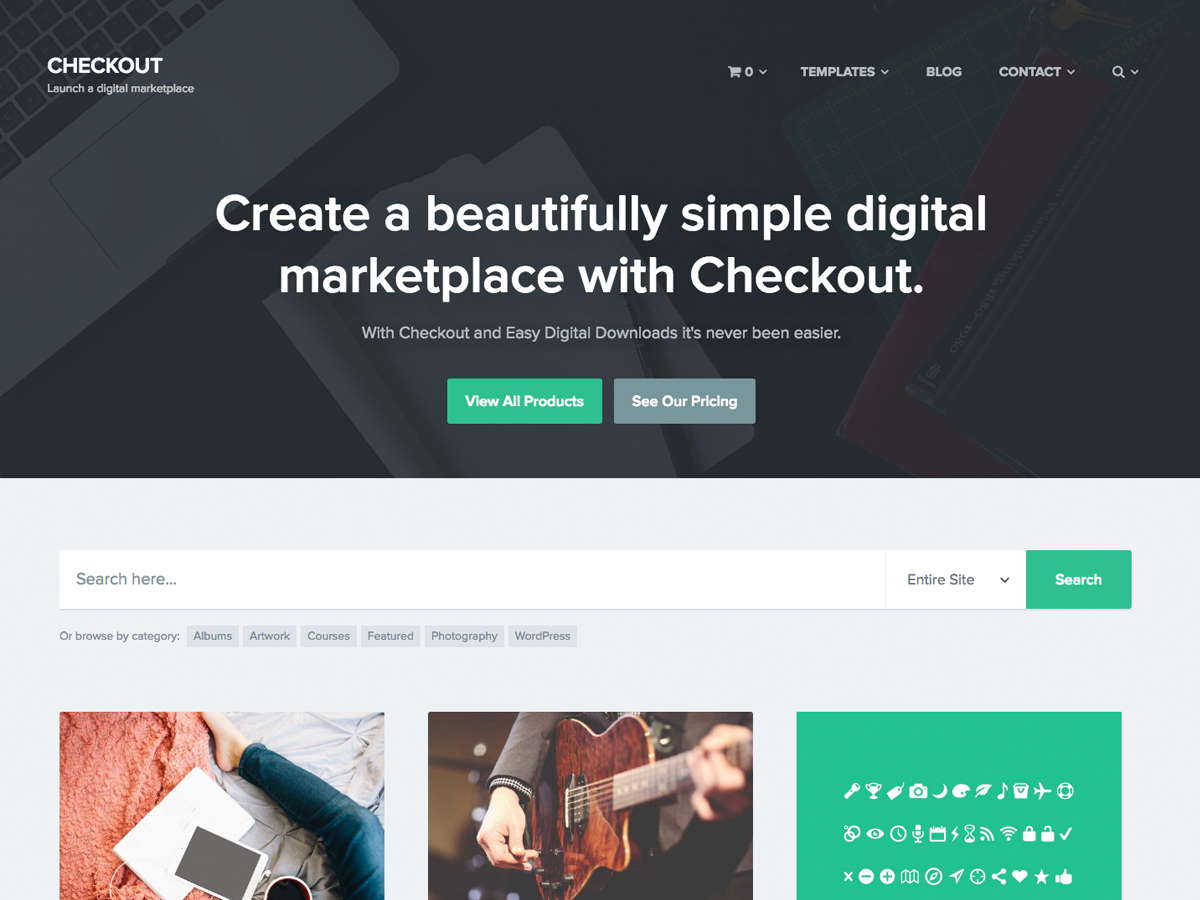 CHECKOUT
Launch a digital marketplace
0
TEMPLATES
BLOG
CONTACT
Create a beautifully simple digital
marketplace with Checkout.
With Checkout and Easy Digital Downloads it's never been easier.
View All Products
See Our Pricing
Search here...
Entire Site
Search
Or browse by category: Albums Artwork Courses Featured Photography WordPress